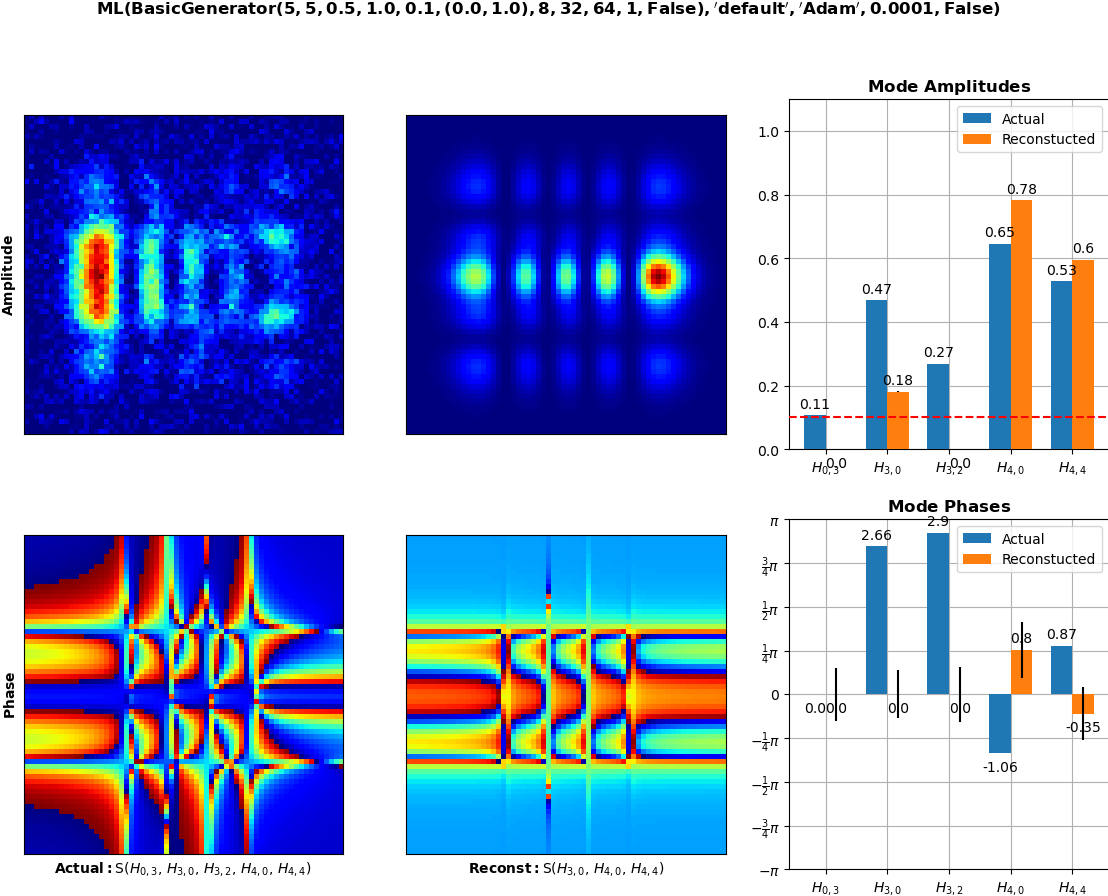 ML(BasicGenerator(5, 5, 0.5, 1.0, 0.1, (0.0, 1.0), 8, 32, 64, 1, False), ′default′, ′Adam′, 0.0001, False)
Amplitude
Mode Amplitudes
Actual
Reconstucted
1.0
0.8
0.6
0.4
0.2
0.0
0.11
0.0
0.47
0.18
0.27
0.0
0.65
0.78
0.53
0.6
H0,3
H3,0
H3,2
H4,0
H4,4
Phase
Actual: S(H0,3, H3,0, H3,2, H4,0, H4,4)
Reconst: S(H3,0, H4,0, H4,4)
Mode Phases
Actual
Reconstucted
π
3/4π
1/2π
1/4π
0
−1/4π
−1/2π
−3/4π
−π
0.0
0.0
2.66
0.0
2.9
0.0
-1.06
0.8
0.87
-0.35
H0,3
H3,0
H3,2
H4,0
H4,4